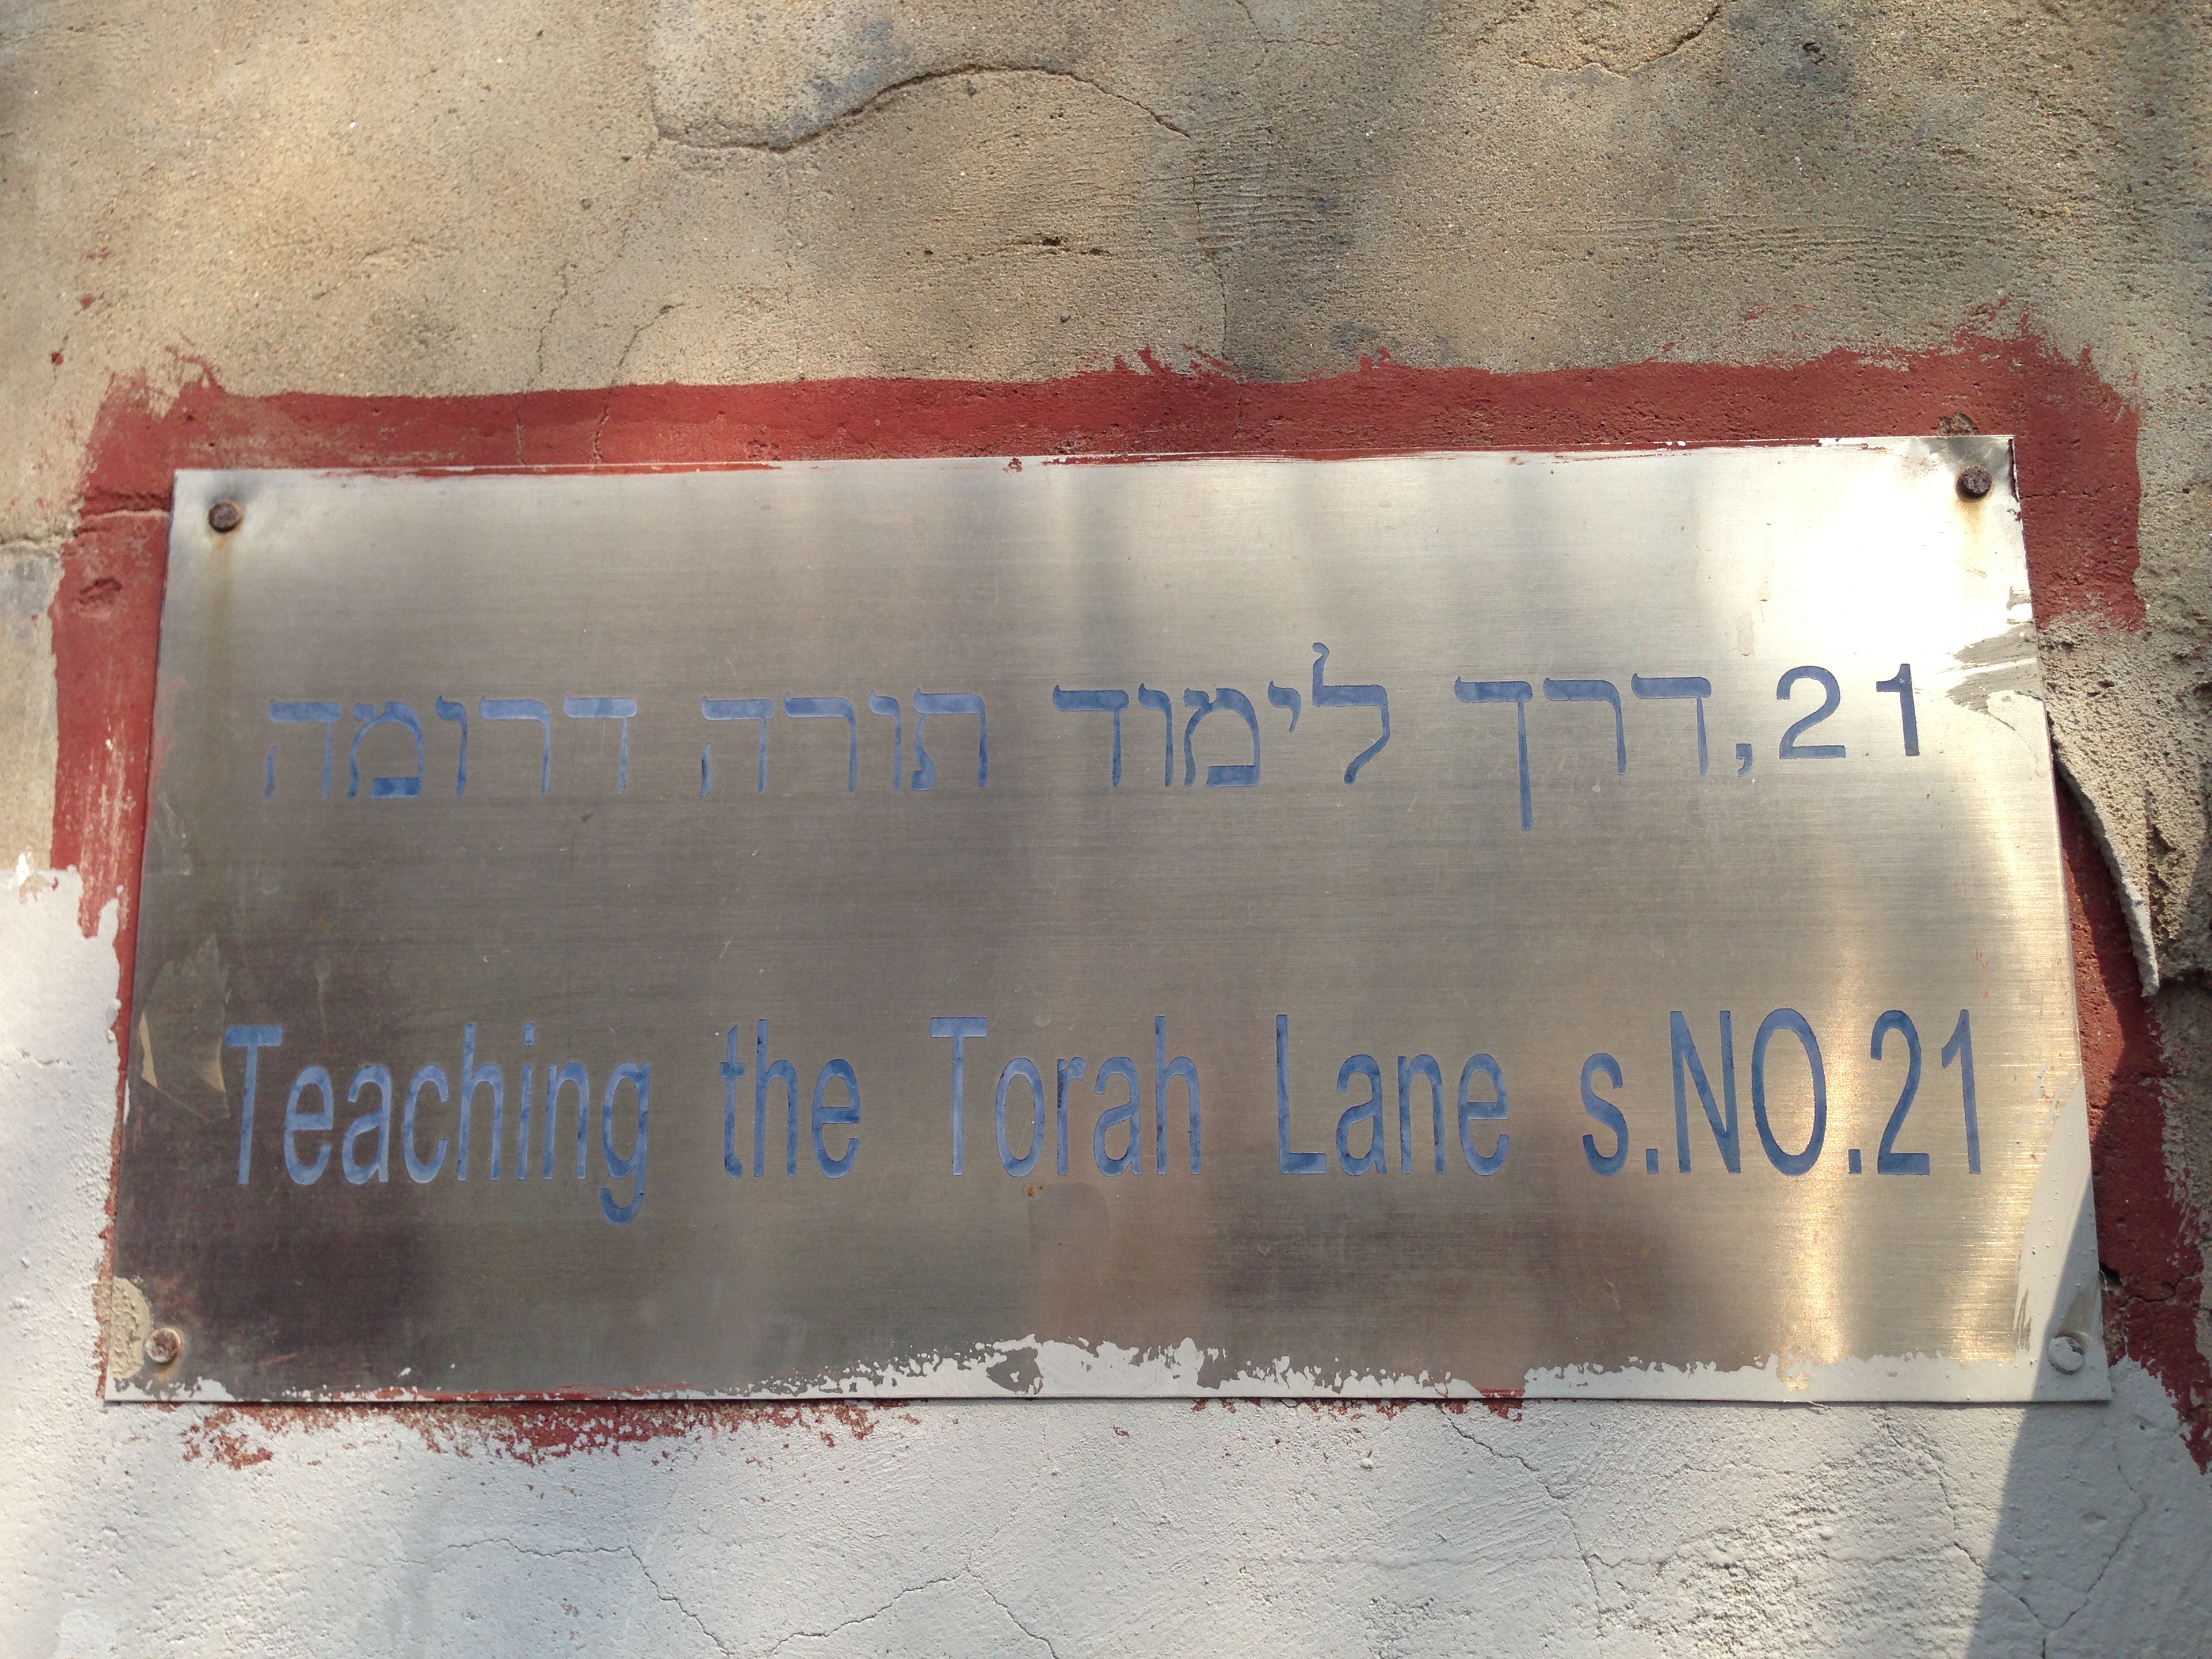 21,דרך לימוד תורה דרומה
Teaching the Torah Lane s.NO.21